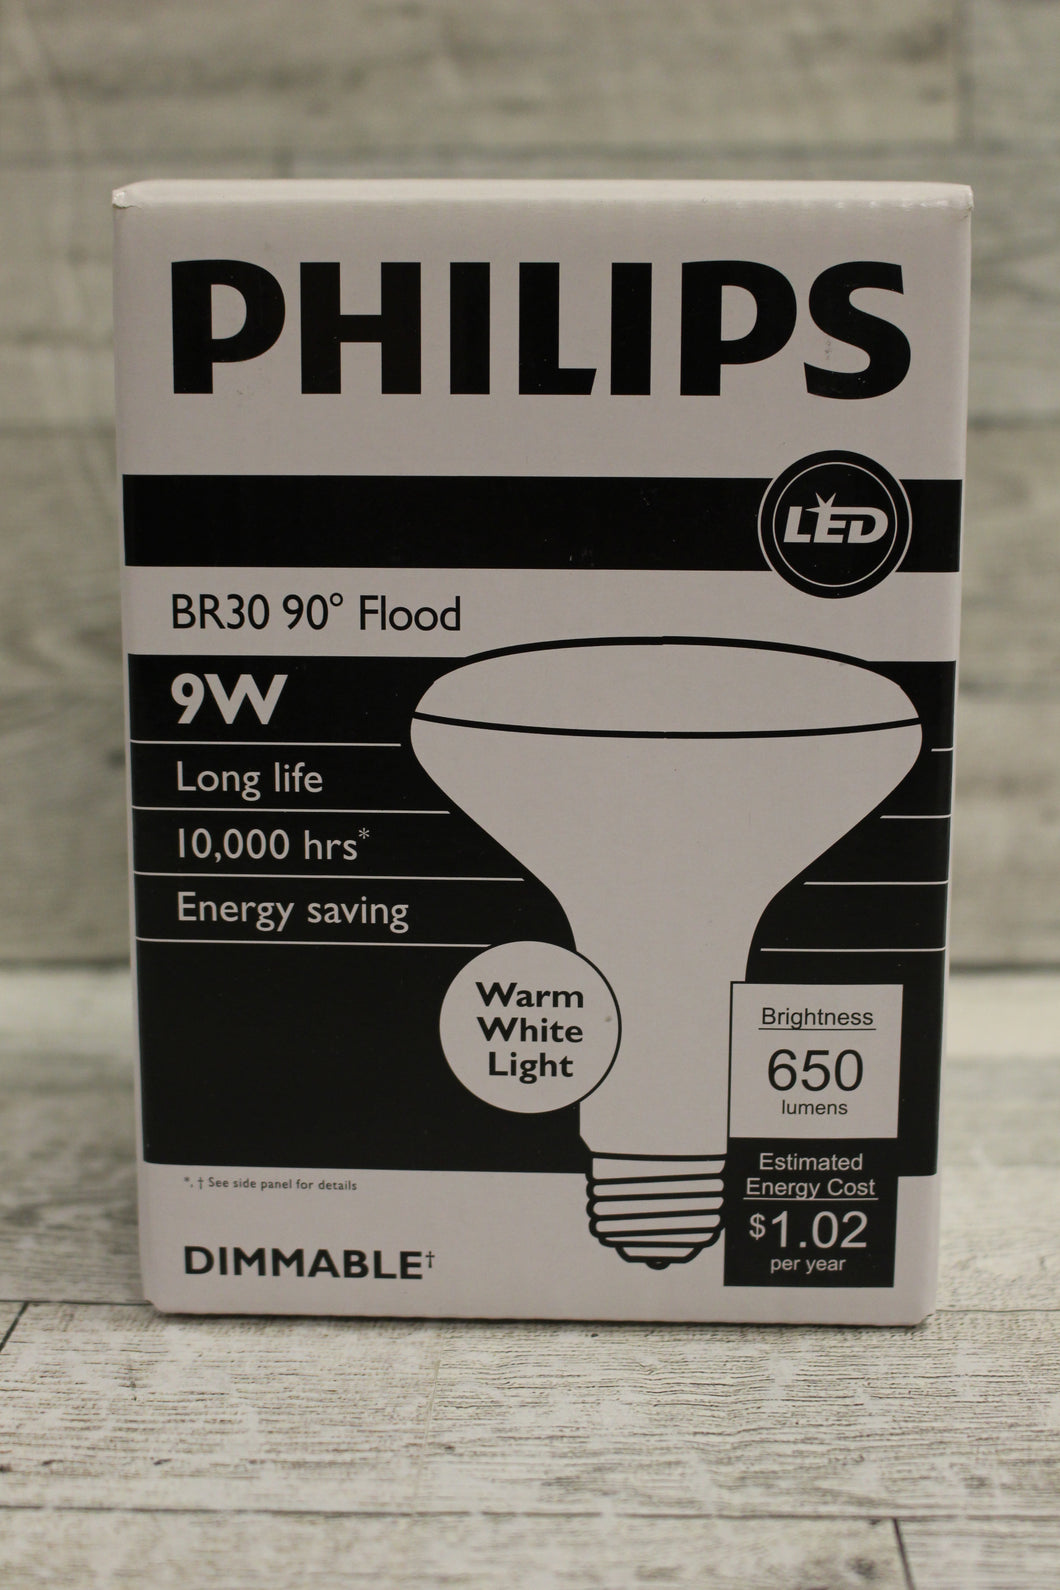 PHILIPS
LED
BR30 90° Flood
9W
Long life
10,000 hrs*
Energy saving
Warm
White
Light
Brightness
650
lumens
Estimated
Energy Cost
$1.02
per year
*, † See side panel for details
DIMMABLE†